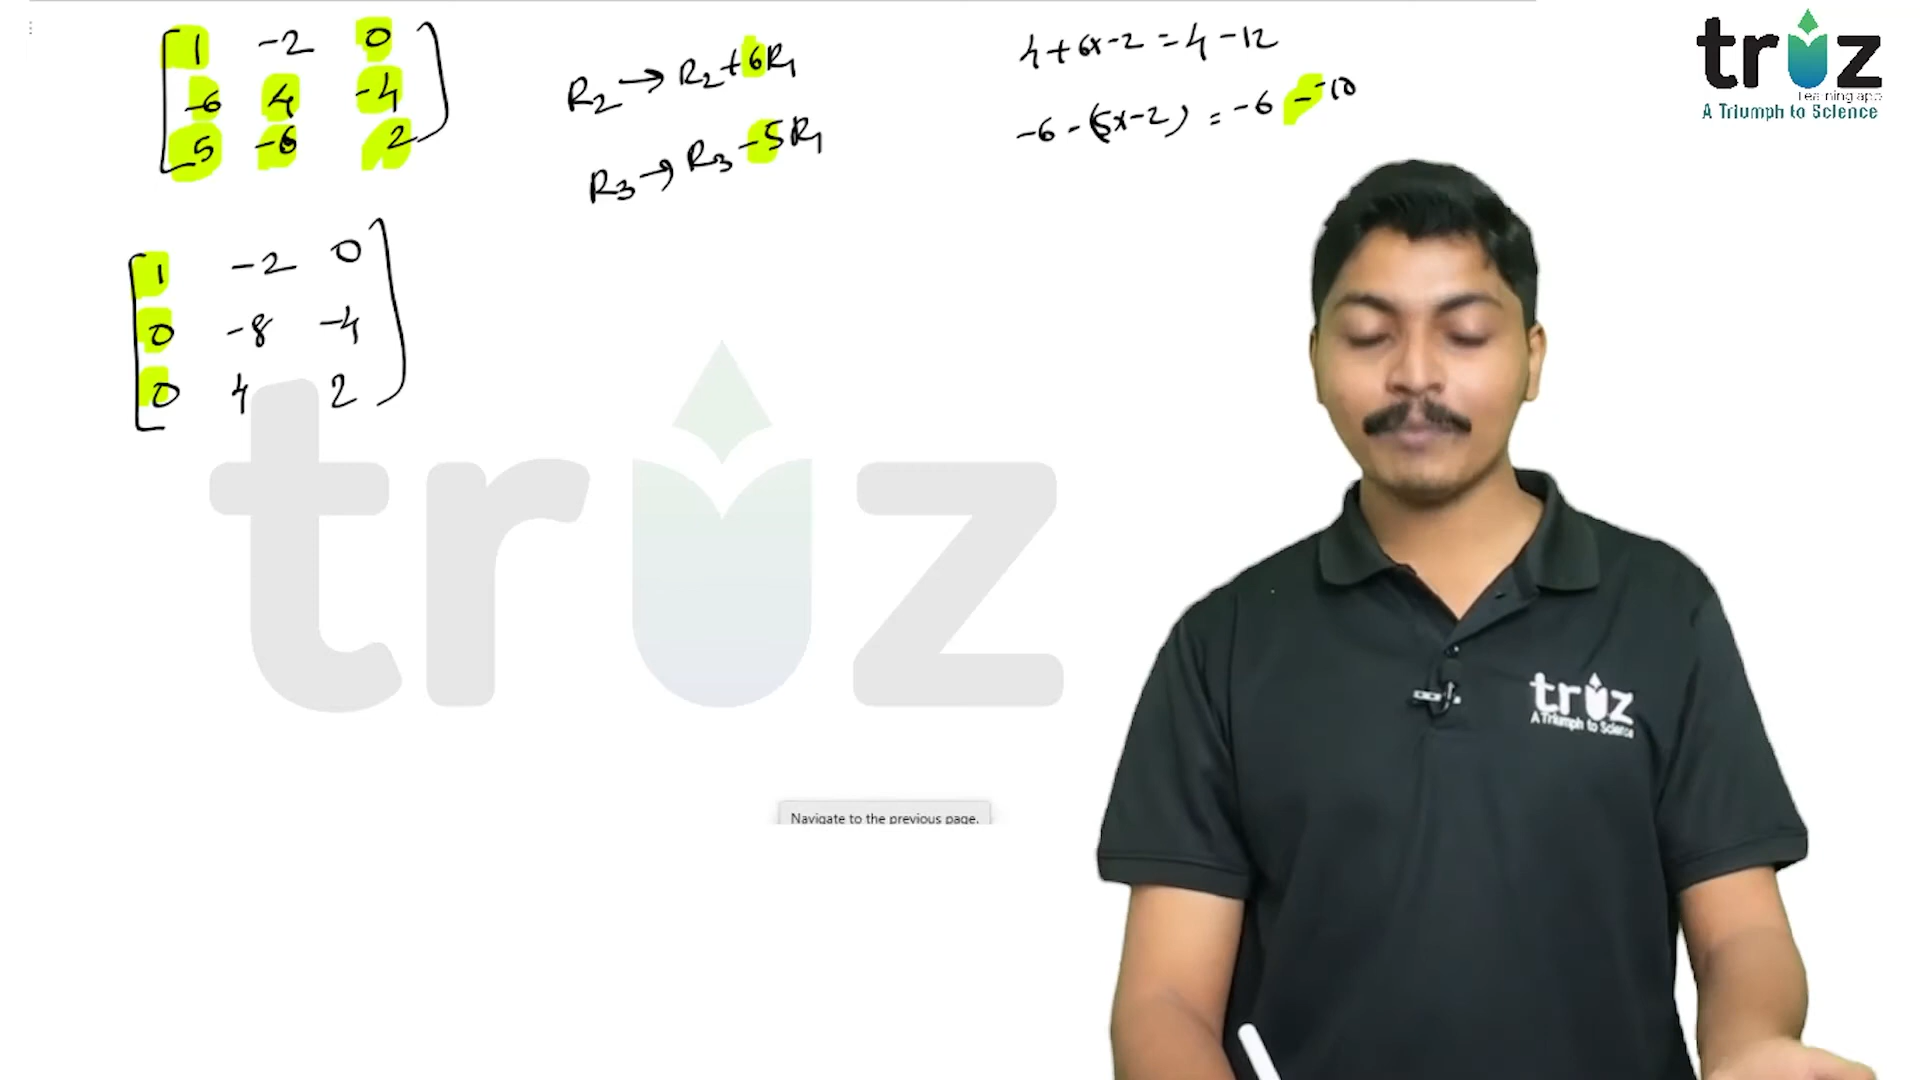 1 -2 0
-6 4 -4
5 -6 2
R2 → R2 + 6R1
R3 → R3 - 5R1
4 + 6x-2 = 4 - 12
-6 - (5x-2) = -6 - -10
truz
Learning app
A Triumph to Science
1 -2 0
0 -8 -4
0 4 2
truz
truz
A Triumph to Science
Navigate to the previous page.